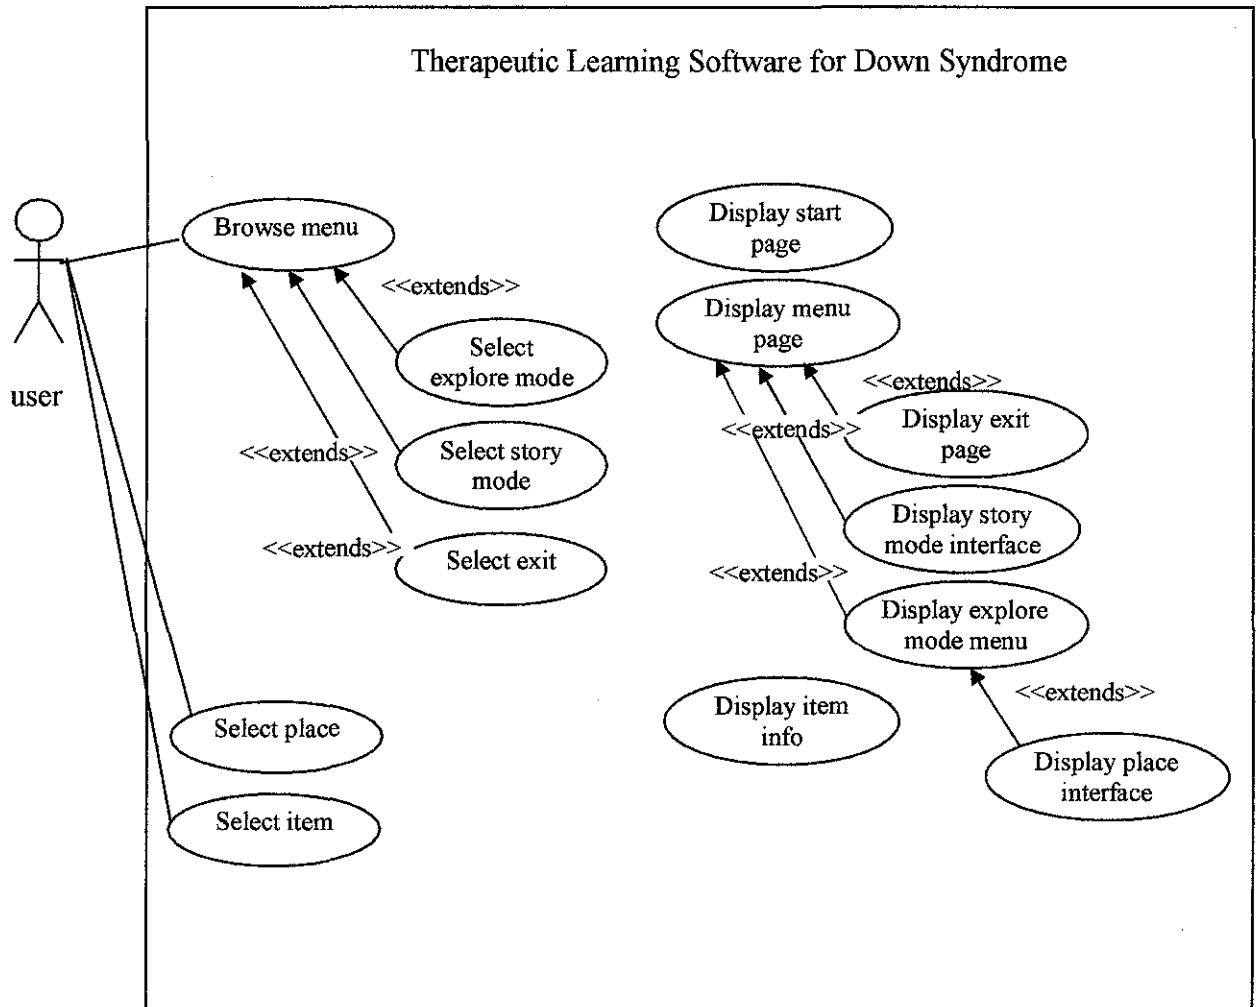 Therapeutic Learning Software for Down Syndrome
user
Browse menu
<<extends>>
Select
explore mode
<<extends>>
Select story
mode
<<extends>>
Select exit
Select place
Select item
Display start
page
Display menu
page
<<extends>>
Display exit
page
<<extends>>
Display story
mode interface
<<extends>>
Display explore
mode menu
<<extends>>
Display item
info
Display place
interface